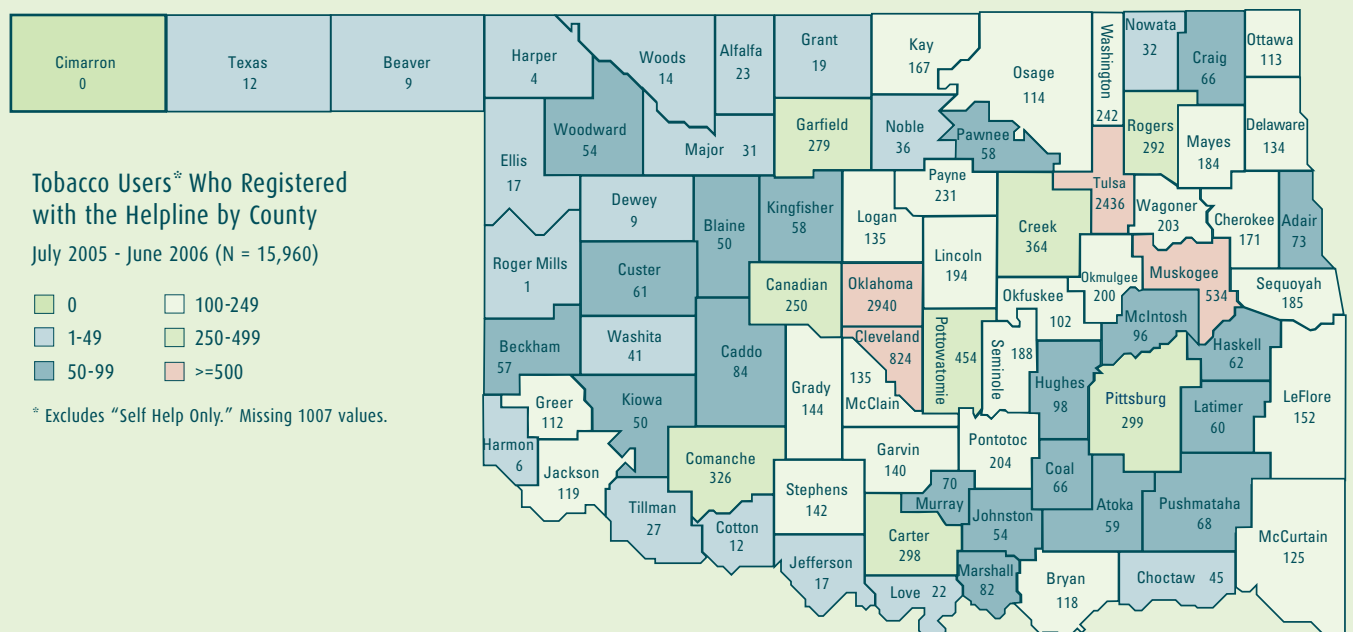 Cimarron
0
Texas
12
Beaver
9
Harper
4
Woods
14
Alfalfa
23
Grant
19
Kay
167
Osage
114
Washington
242
Nowata
32
Craig
66
Ottawa
113
Woodward
54
Major 31
Garfield
279
Noble
36
Pawnee
58
Rogers
292
Mayes
184
Delaware
134
Ellis
17
Dewey
9
Blaine
50
Kingfisher
58
Logan
135
Payne
231
Creek
364
Tulsa
2436
Wagoner
203
Cherokee
171
Adair
73
Tobacco Users* Who Registered
with the Helpline by County
July 2005 - June 2006 (N = 15,960)
0
1-49
50-99
100-249
250-499
>=500
* Excludes “Self Help Only.” Missing 1007 values.
Roger Mills
1
Custer
61
Canadian
250
Oklahoma
2940
Lincoln
194
Okfuskee
102
Okmulgee
200
Muskogee
534
Sequoyah
185
Beckham
57
Washita
41
Caddo
84
Grady
144
Cleveland
824
135
McClain
Pottowatomie
454
Seminole
188
Hughes
98
McIntosh
96
Haskell
62
Pittsburg
299
Latimer
60
LeFlore
152
Greer
112
Kiowa
50
Harmon
6
Jackson
119
Comanche
326
Stephens
142
Garvin
140
Pontotoc
204
Coal
66
Tillman
27
Cotton
12
Jefferson
17
Carter
298
70
Murray
Johnston
54
Atoka
59
Pushmataha
68
McCurtain
125
Love 22
Marshall
82
Bryan
118
Choctaw 45